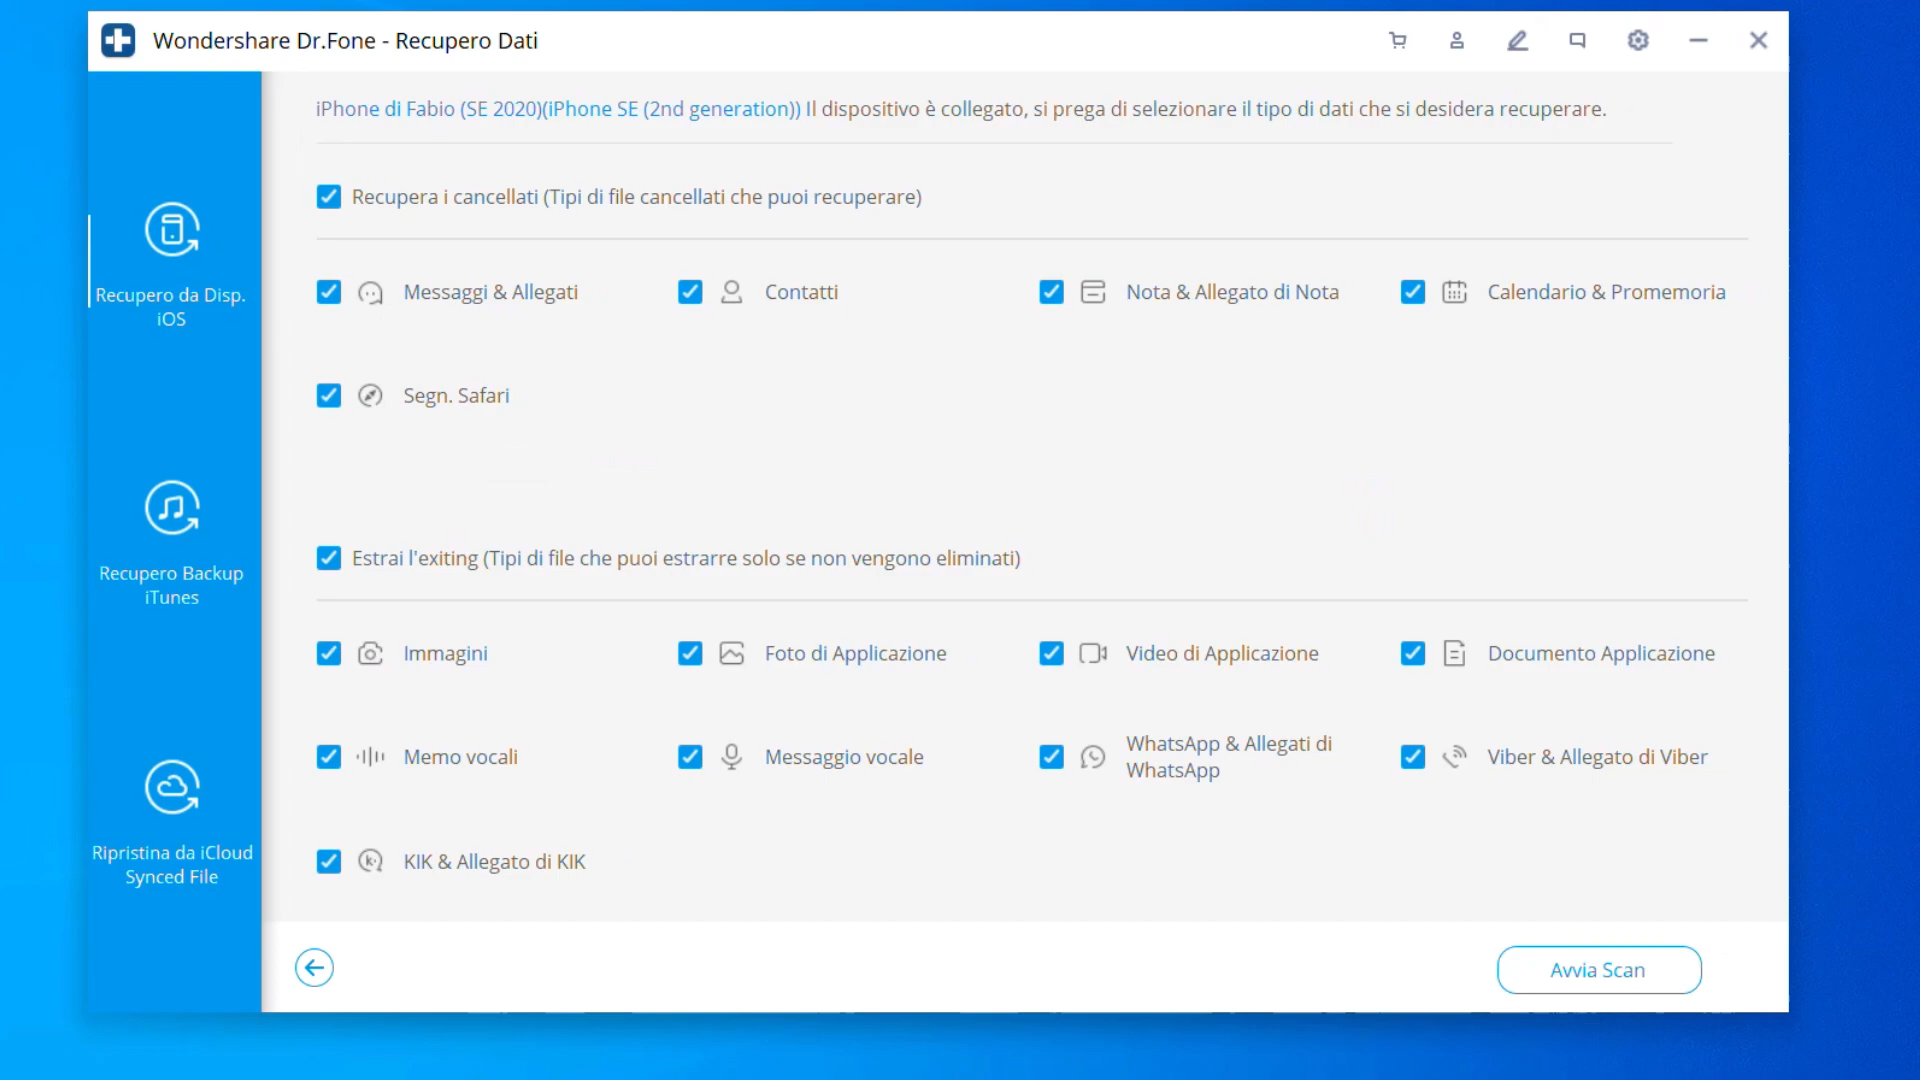 Wondershare Dr.Fone - Recupero Dati
iPhone di Fabio (SE 2020)(iPhone SE (2nd generation)) Il dispositivo è collegato, si prega di selezionare il tipo di dati che si desidera recuperare.
Recupera i cancellati (Tipi di file cancellati che puoi recuperare)
Messaggi & Allegati
Contatti
Nota & Allegato di Nota
Calendario & Promemoria
Segn. Safari
Estrai l'exiting (Tipi di file che puoi estrarre solo se non vengono eliminati)
Immagini
Foto di Applicazione
Video di Applicazione
Documento Applicazione
Memo vocali
Messaggio vocale
WhatsApp & Allegati di
WhatsApp
Viber & Allegato di Viber
KIK & Allegato di KIK
Recupero da Disp.
iOS
Recupero Backup
iTunes
Ripristina da iCloud
Synced File
Avvia Scan